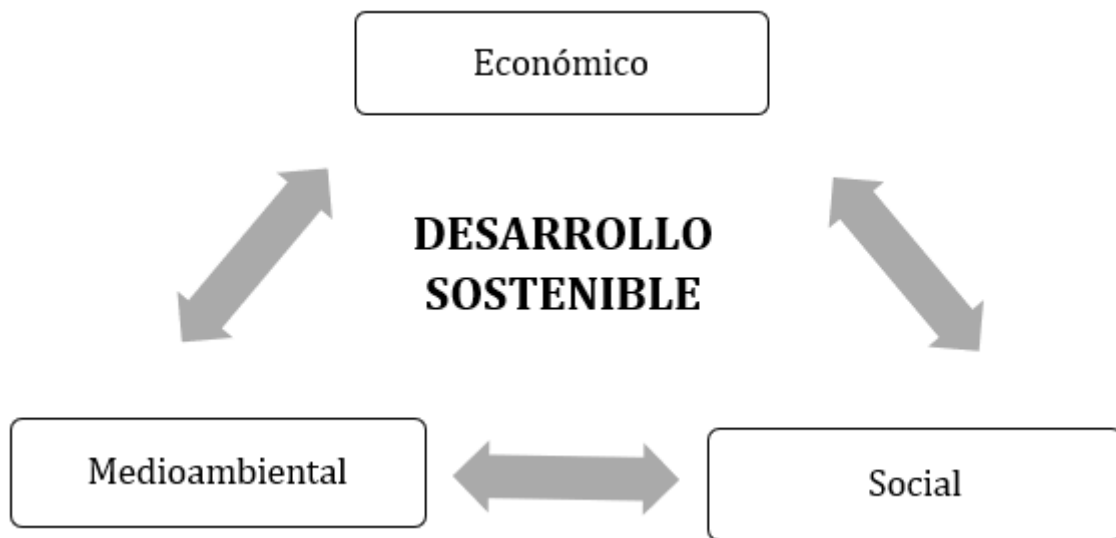 Económico
DESARROLLO
SOSTENIBLE
Medioambiental
Social